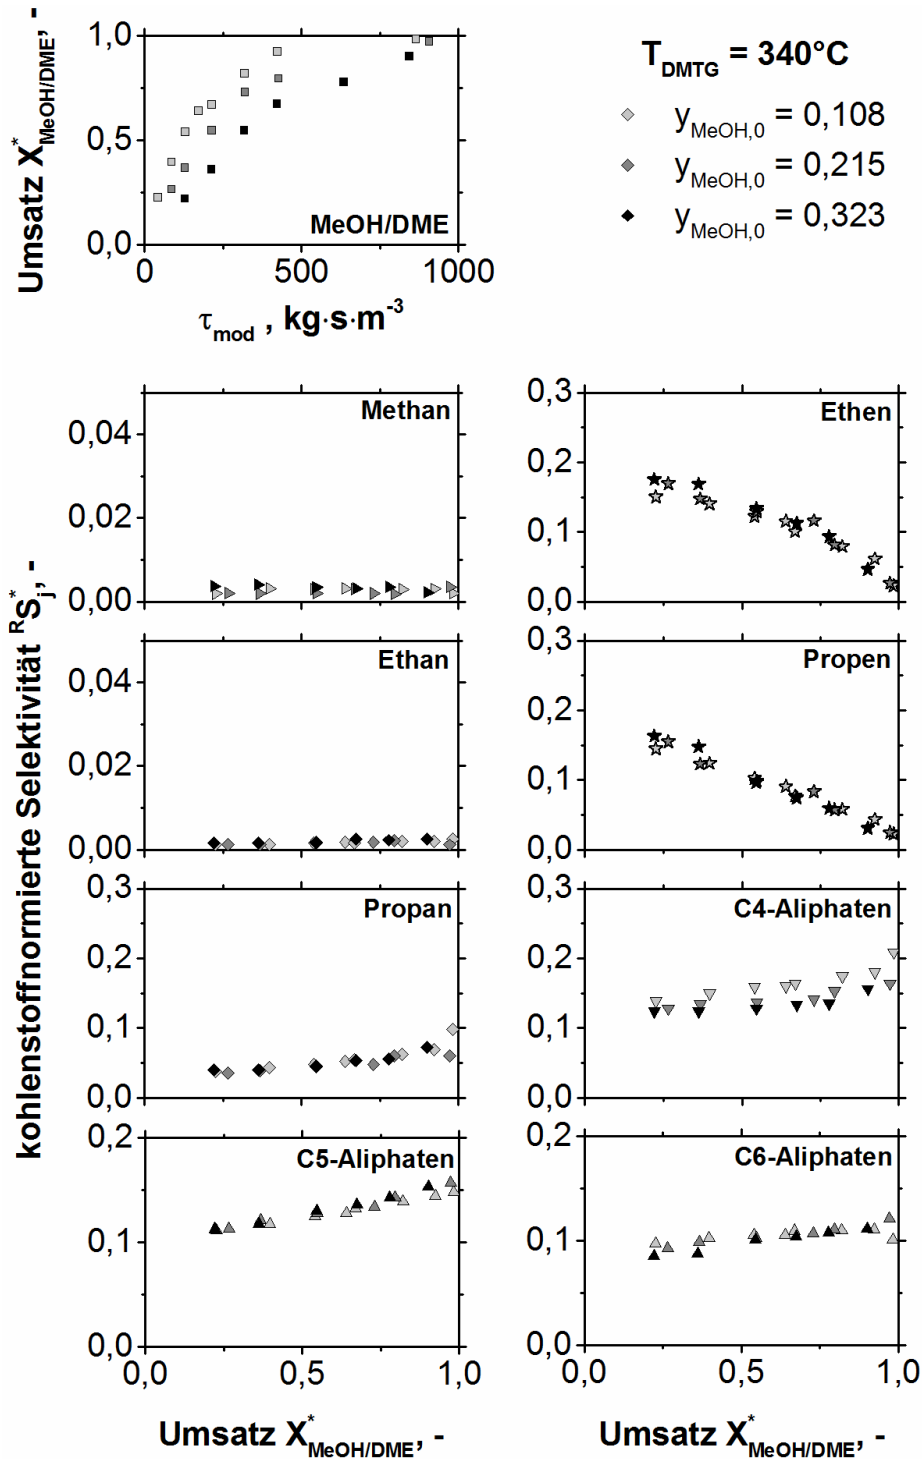 Umsatz X*MeOH/DME, -
1,0
0,5
0,0
MeOH/DME
0 500 1000
τmod , kg·s·m-3
TDMTG = 340°C
yMeOH,0 = 0,108
yMeOH,0 = 0,215
yMeOH,0 = 0,323
kohlenstoffnormierte Selektivität RS*j, -
Methan
0,04
0,02
0,00
Ethen
0,3
0,2
0,1
0,0
Ethan
0,04
0,02
0,00
Propen
0,3
0,2
0,1
0,0
Propan
0,3
0,2
0,1
0,0
C4-Aliphaten
0,3
0,2
0,1
0,0
C5-Aliphaten
0,2
0,1
0,0
0,0 0,5 1,0
Umsatz X*MeOH/DME, -
C6-Aliphaten
0,2
0,1
0,0
0,0 0,5 1,0
Umsatz X*MeOH/DME, -